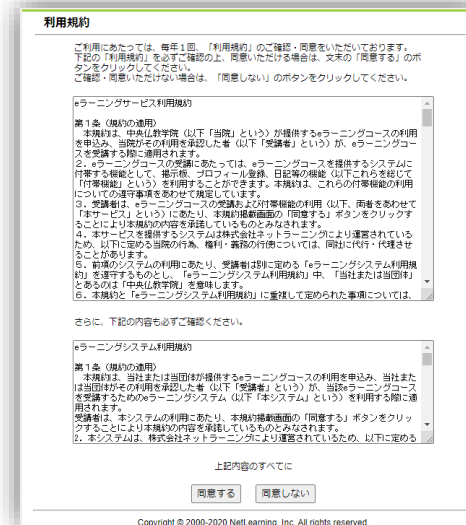 利用規約
ご利用にあたっては、毎年１回、「利用規約」のご確認・同意をいただいております。
下記の「利用規約」を必ずご確認の上、同意いただける場合は、文末の「同意する」のボ
タンをクリックしてください。
ご確認・同意いただけない場合は、「同意しない」のボタンをクリックしてください。
eラーニングサービス利用規約
第１条（規約の適用）
本規約は、中央仏教学院（以下「当院」という）が提供するeラーニングコースの利用
を申込み、当院がその利用を承認した者（以下「受講者」という）が、eラーニングコー
スを受講する際に適用されます。
２．eラーニングコースの受講にあたっては、eラーニングコースを提供するシステムに
付帯する機能として、掲示板、プロフィール登録、日記等の機能（以下これらを総じて
「付帯機能」という）を利用することができます。本規約は、これらの付帯機能の利用
についての遵守事項をあわせて規定しています。
３．受講者は、eラーニングコースの受講および付帯機能の利用（以下、両者をあわせて
「本サービス」という）にあたり、本規約掲載画面の「同意する」ボタンをクリックす
ることにより本規約の内容を承諾しているものとみなされます。
４．本サービスを提供するシステムは株式会社ネットラーニングにより運営されている
ため、以下に定める当院の行為、権利・義務の行使については、同社に代行・代理させ
ることがあります。
５．前項のシステムの利用にあたり、受講者は別に定める「eラーニングシステム利用規
約」を遵守するものとし、「eラーニングシステム利用規約」中、「当社または当団体」
とあるのは「中央仏教学院」を意味します。
６．本規約と「eラーニングシステム利用規約」に重複して定められた事項については、
さらに、下記の内容も必ずご確認ください。
eラーニングシステム利用規約
第１条（規約の適用）
本規約は、当社または当団体が提供するeラーニングコースの利用を申込み、当社また
は当団体がその利用を承認した者（以下「受講者」という）が、当該eラーニングコース
を受講するためのeラーニングシステム（以下「本システム」という）を利用する際に適
用されます。
受講者は、本システムの利用にあたり、本規約掲載画面の「同意する」ボタンをクリッ
クすることにより本規約の内容を承諾しているものとみなされます。
2．本システムは、株式会社ネットラーニングにより運営されているため、以下に定める
上記内容のすべてに
同意する 同意しない
Copyright © 2000-2020 NetLearning, Inc. All rights reserved